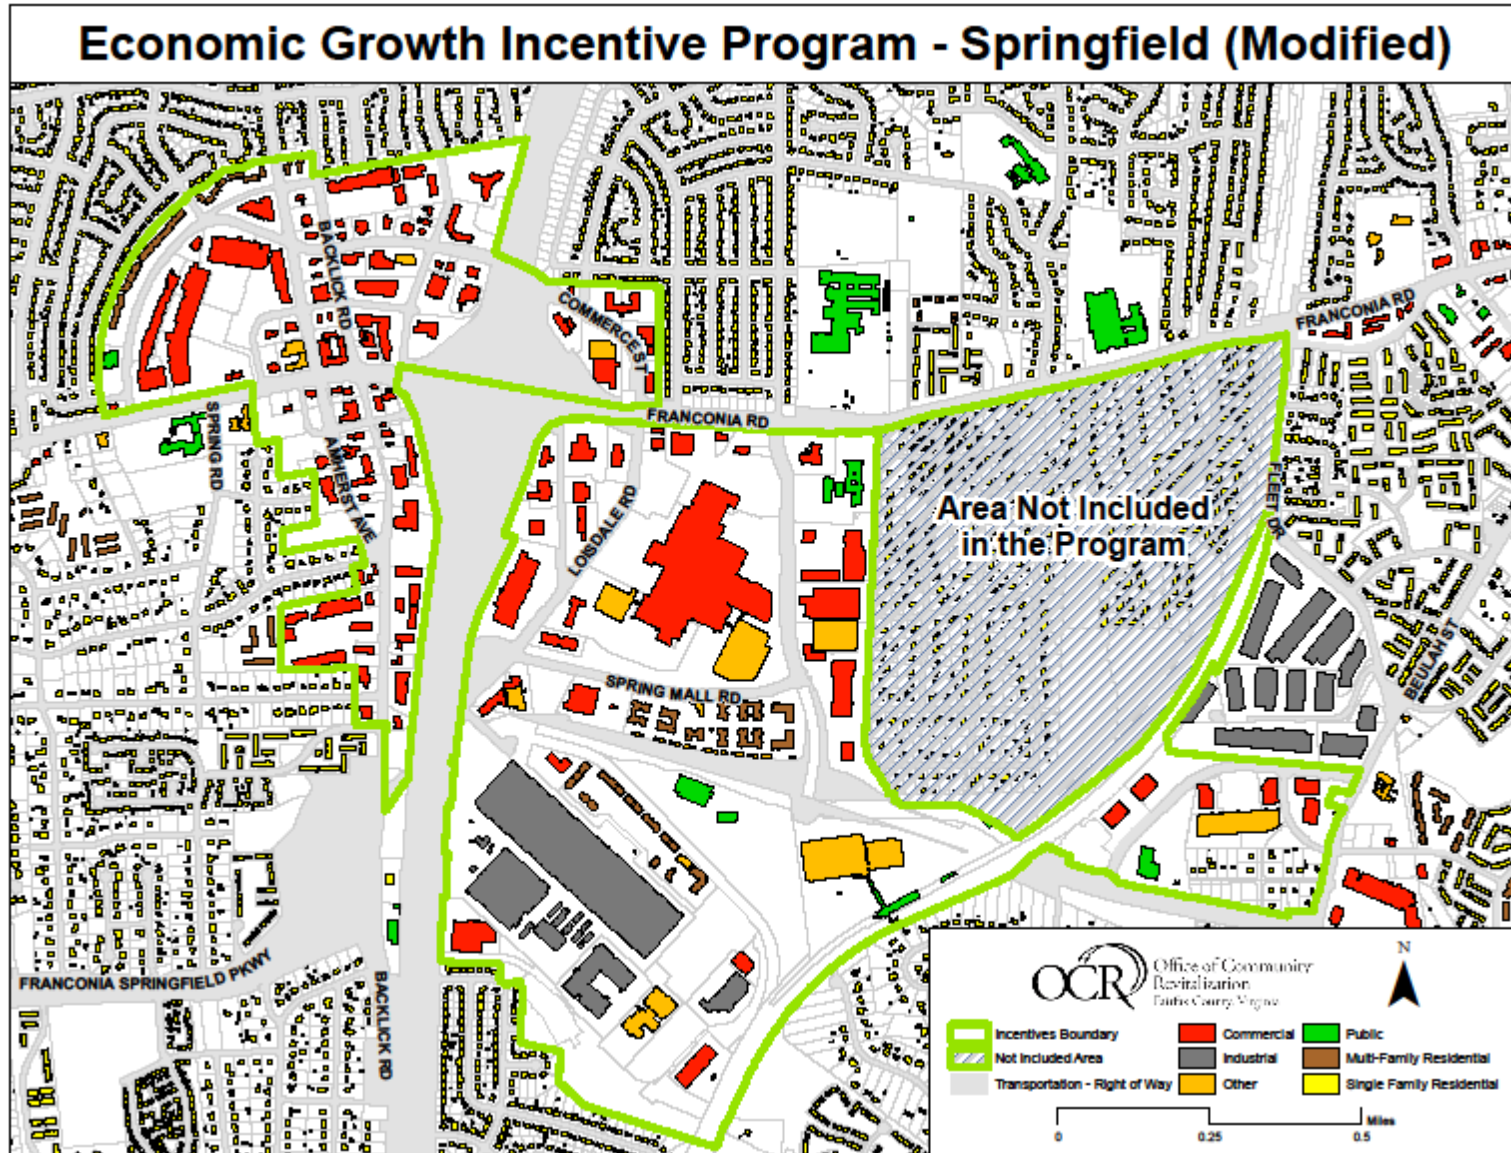 Economic Growth Incentive Program - Springfield (Modified)
BACKLICK RD
COMMERCE ST
FRANCONIA RD
FRANCONIA RD
SPRING RD
AMHERST AVE
LOISDALE RD
Area Not Included
in the Program
FLEET DR
BEULAH ST
SPRING MALL RD
FRANCONIA SPRINGFIELD PKWY
BACKLICK RD
OCR
Office of Community
Revitalization
Fairfax County, Virginia
N
Incentives Boundary
Commercial
Public
Not Included Area
Industrial
Multi-Family Residential
Transportation - Right of Way
Other
Single Family Residential
Miles
0 0.25 0.5